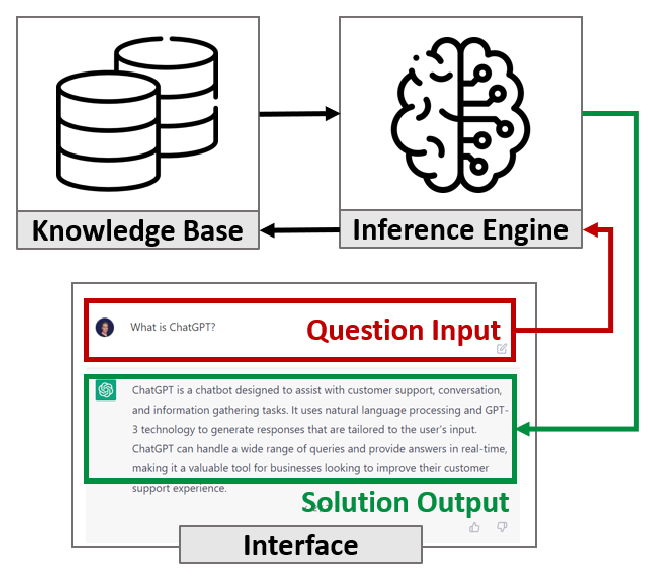 Knowledge Base
Inference Engine
What is ChatGPT?
Question Input
ChatGPT is a chatbot designed to assist with customer support, conversation,
and information gathering tasks. It uses natural language processing and GPT-
3 technology to generate responses that are tailored to the user's input.
ChatGPT can handle a wide range of queries and provide answers in real-time,
making it a valuable tool for businesses looking to improve their customer
support experience.
Solution Output
Interface